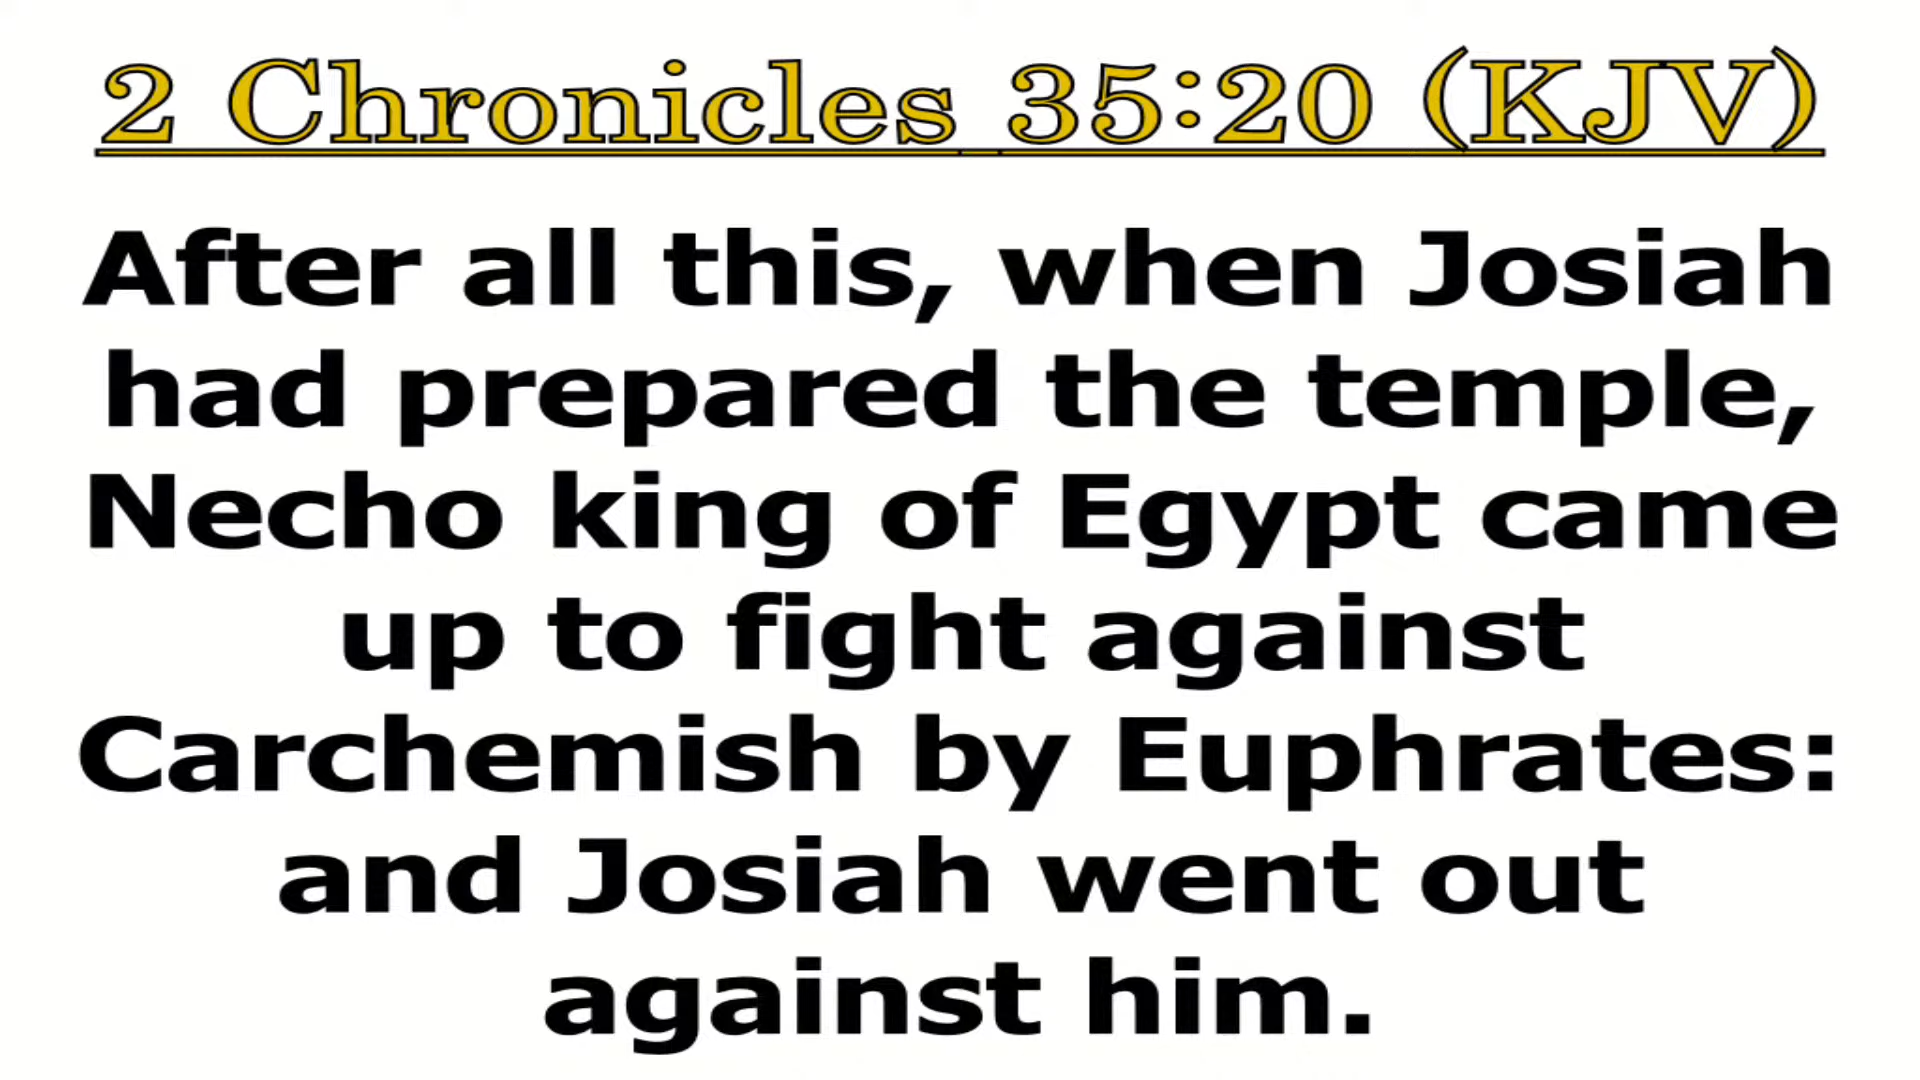 2 Chronicles 35:20 (KJV)
After all this, when Josiah
had prepared the temple,
Necho king of Egypt came
up to fight against
Carchemish by Euphrates:
and Josiah went out
against him.